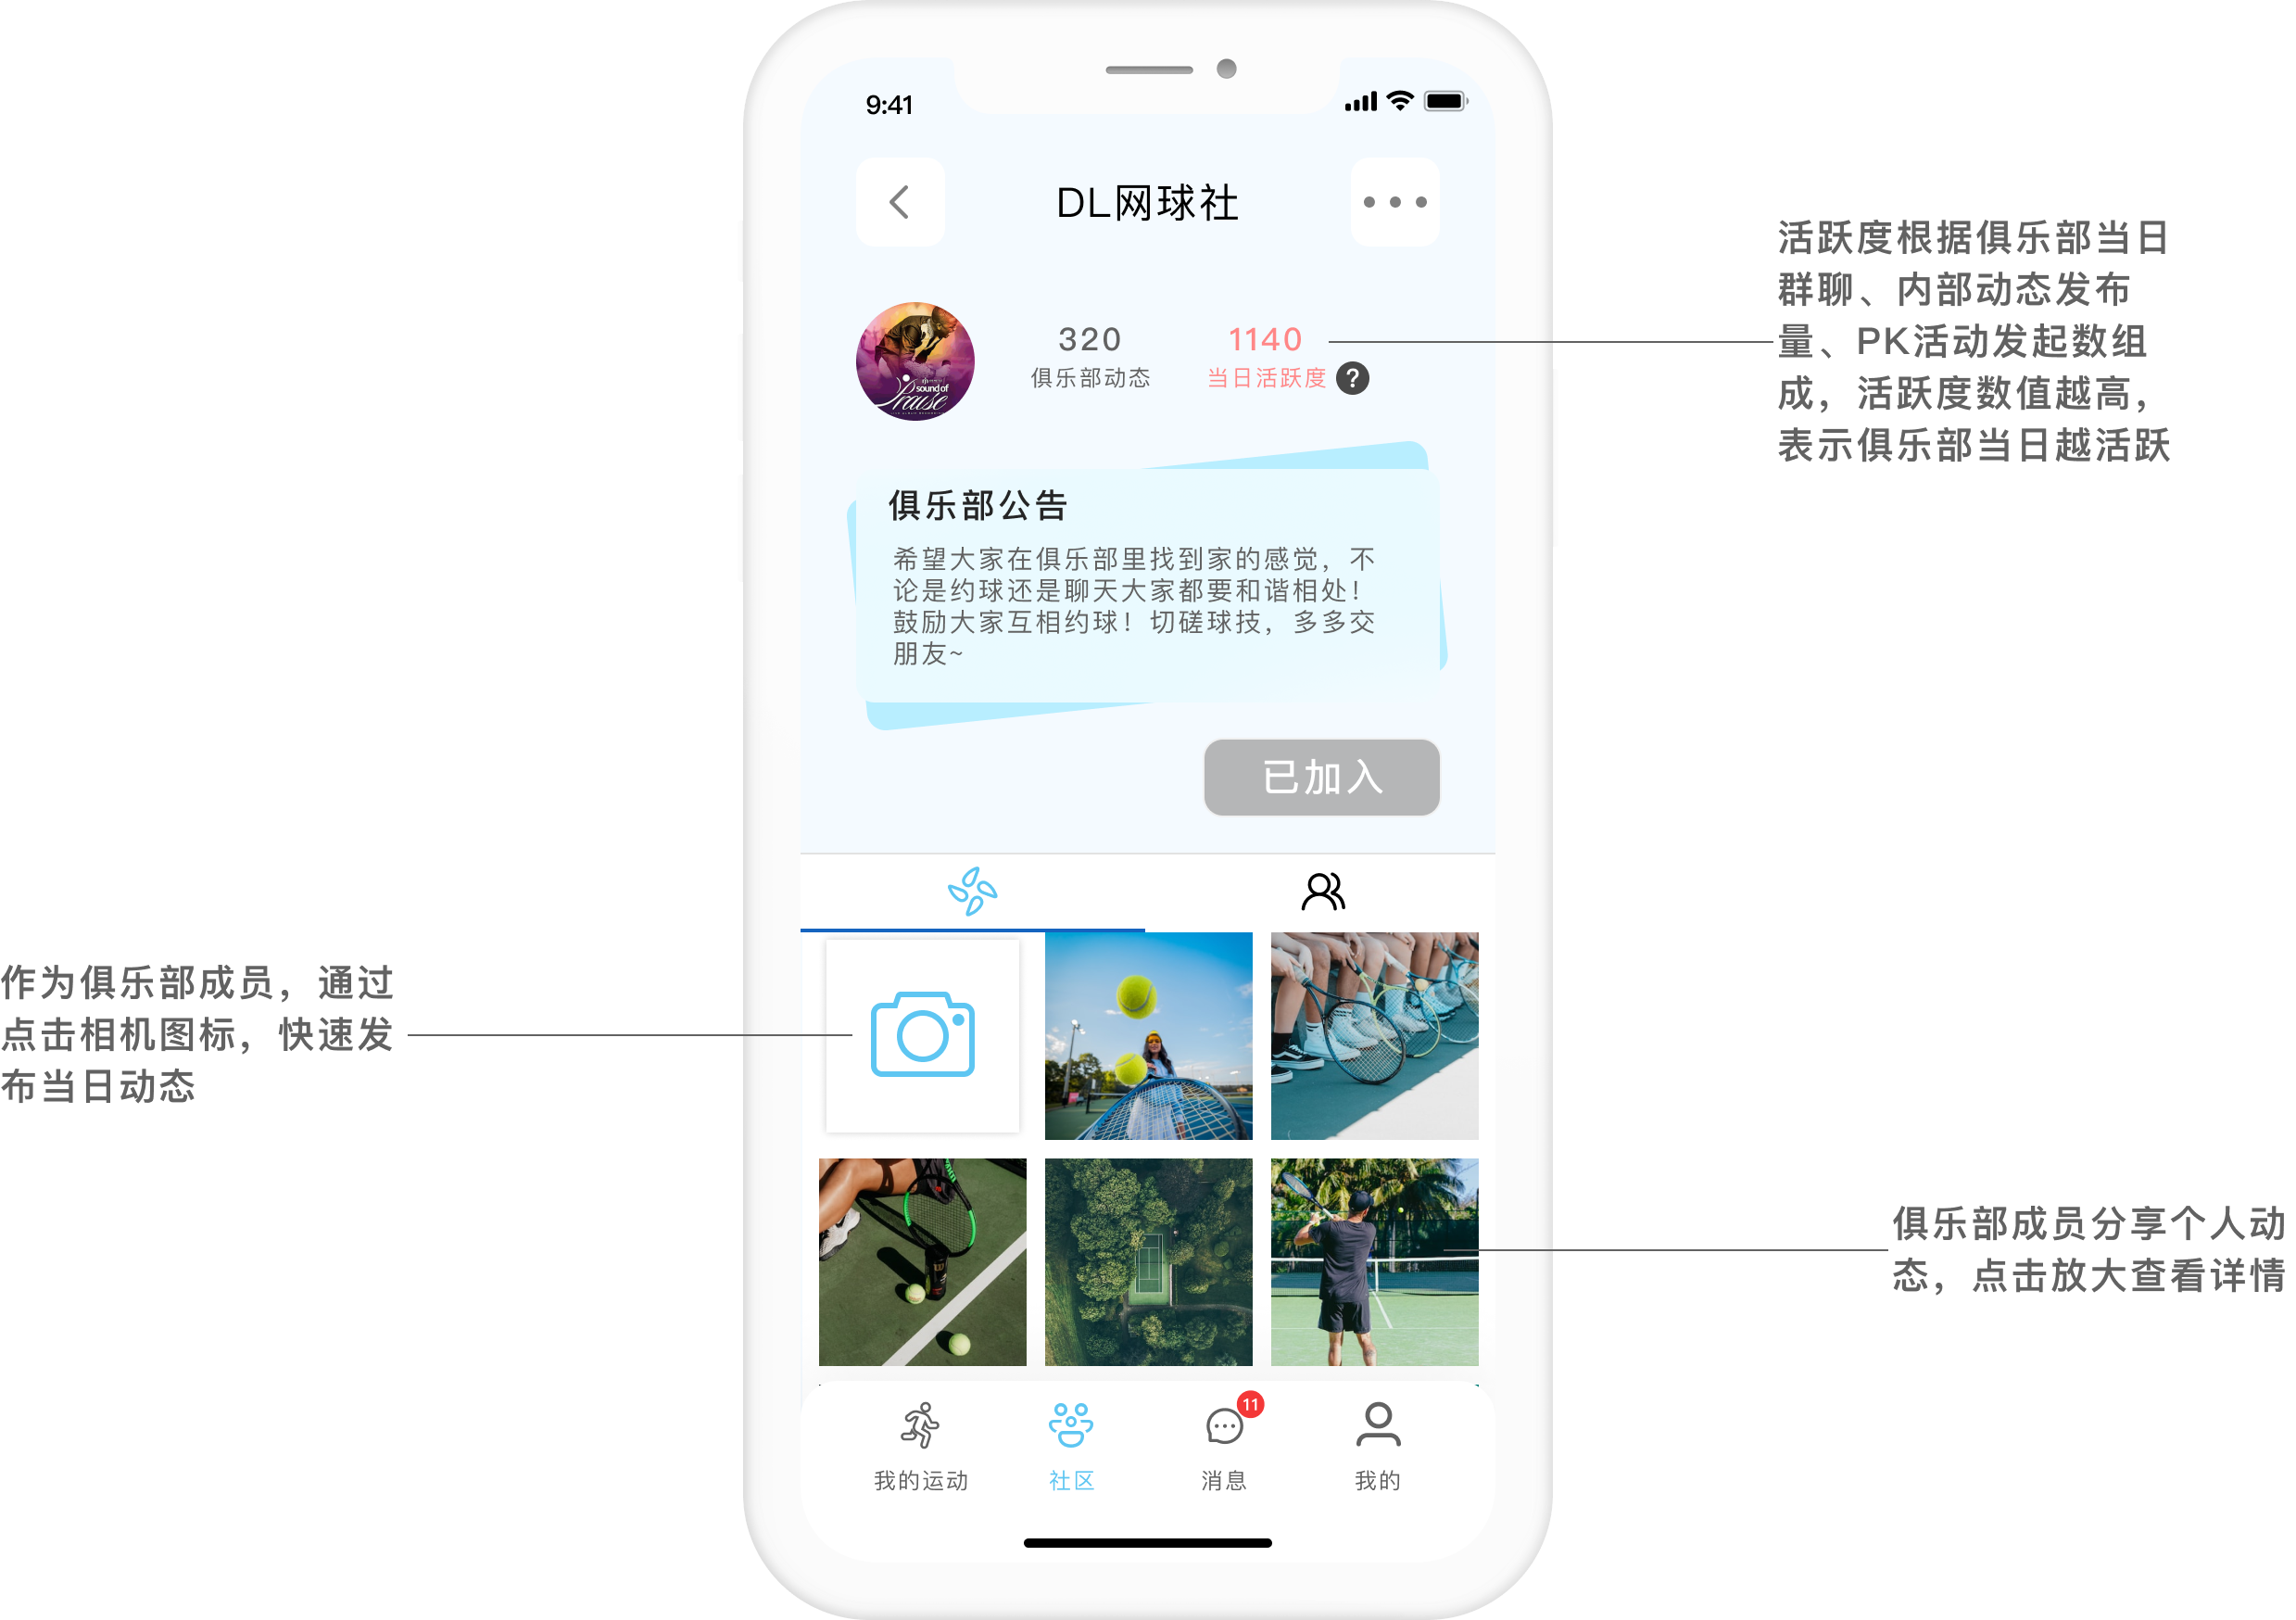 9:41
DL网球社
320
俱乐部动态
1140
当日活跃度
?
sound of
Praise
活跃度根据俱乐部当日
群聊、内部动态发布
量、PK活动发起数组
成，活跃度数值越高，
表示俱乐部当日越活跃
俱乐部公告
希望大家在俱乐部里找到家的感觉，不
论是约球还是聊天大家都要和谐相处！
鼓励大家互相约球！切磋球技，多多交
朋友~
已加入
作为俱乐部成员，通过
点击相机图标，快速发
布当日动态
俱乐部成员分享个人动
态，点击放大查看详情
11
我的运动
社区
消息
我的